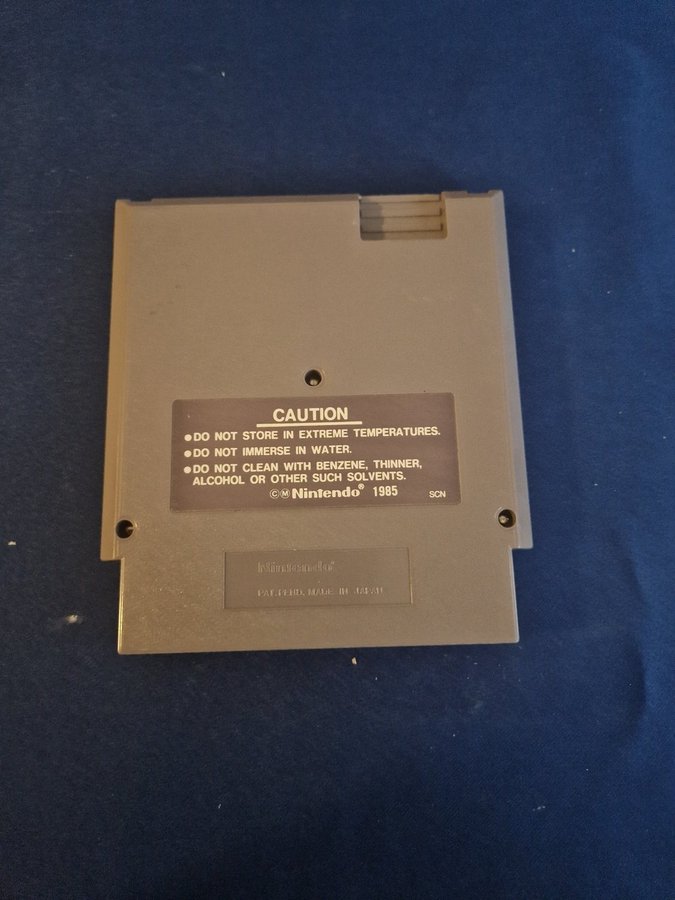 CAUTION
●DO NOT STORE IN EXTREME TEMPERATURES.
●DO NOT IMMERSE IN WATER.
●DO NOT CLEAN WITH BENZENE, THINNER,
ALCOHOL OR OTHER SUCH SOLVENTS.
ⒸⓂNintendo® 1985 SCN
Nintendo®
PAT. PEND. MADE IN JAPAN